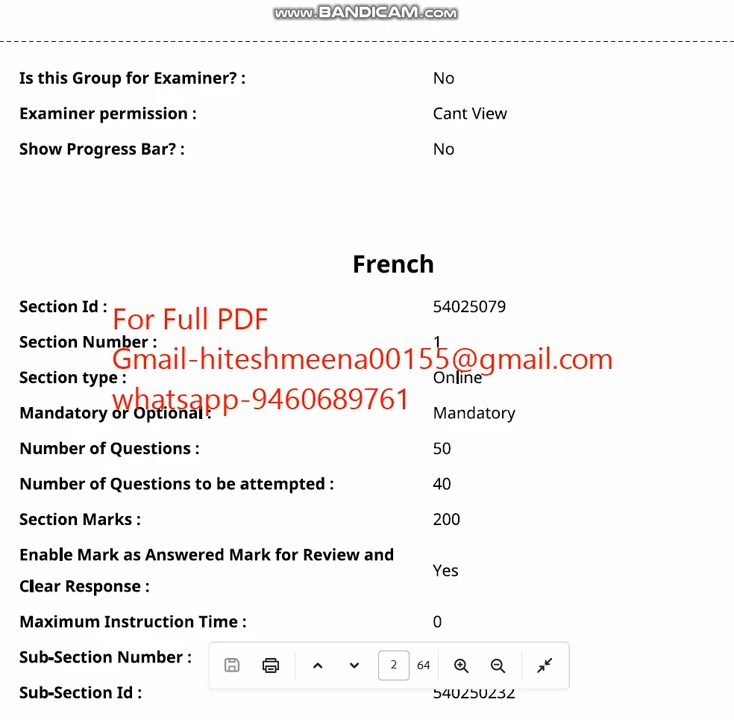 www.BANDICAM.com
Is this Group for Examiner? : No
Examiner permission : Cant View
Show Progress Bar? : No
French
Section Id : 54025079
For Full PDF
Section Number : 1
Gmail-hiteshmeena00155@gmail.com
Section type : Online
whatsapp-9460689761
Mandatory or Optional : Mandatory
Number of Questions : 50
Number of Questions to be attempted : 40
Section Marks : 200
Enable Mark as Answered Mark for Review and
Clear Response : Yes
Maximum Instruction Time : 0
Sub-Section Number :
2 64
Sub-Section Id : 540250232